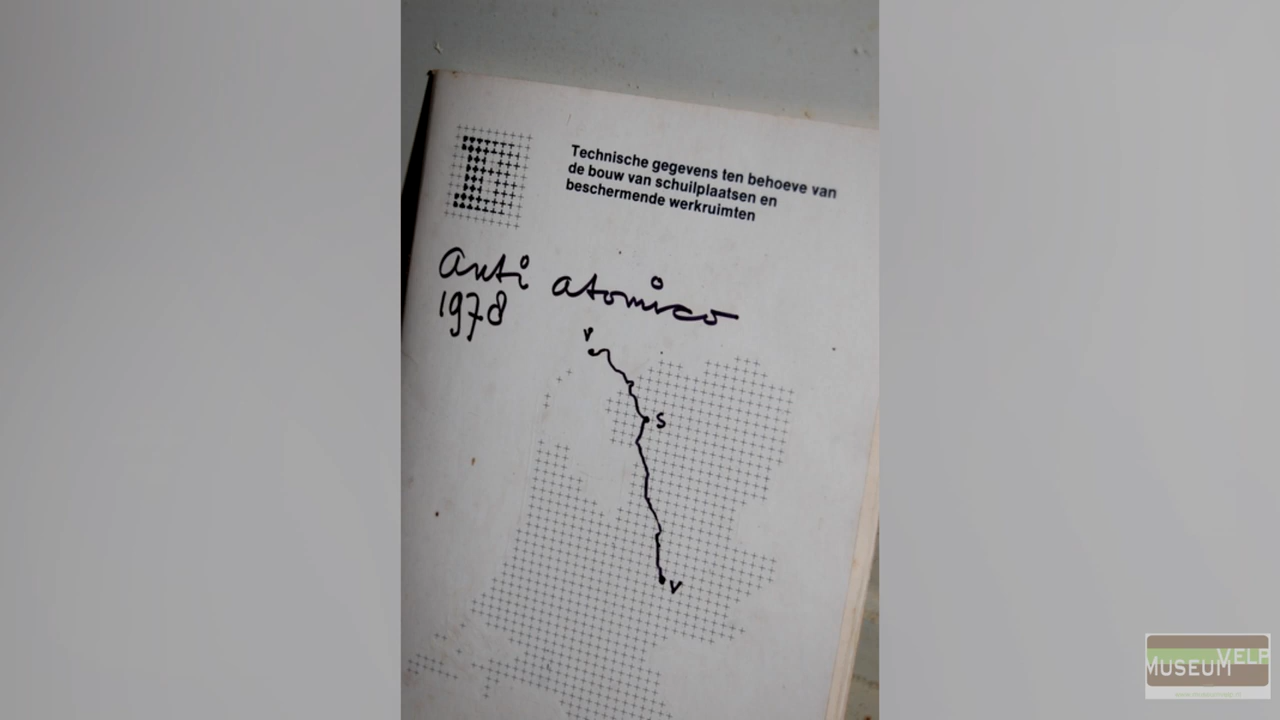 E
Technische gegevens ten behoeve van
de bouw van schuilplaatsen en
beschermende werkruimten
Anti atomico
1978
S
V
MUSEUM VELP